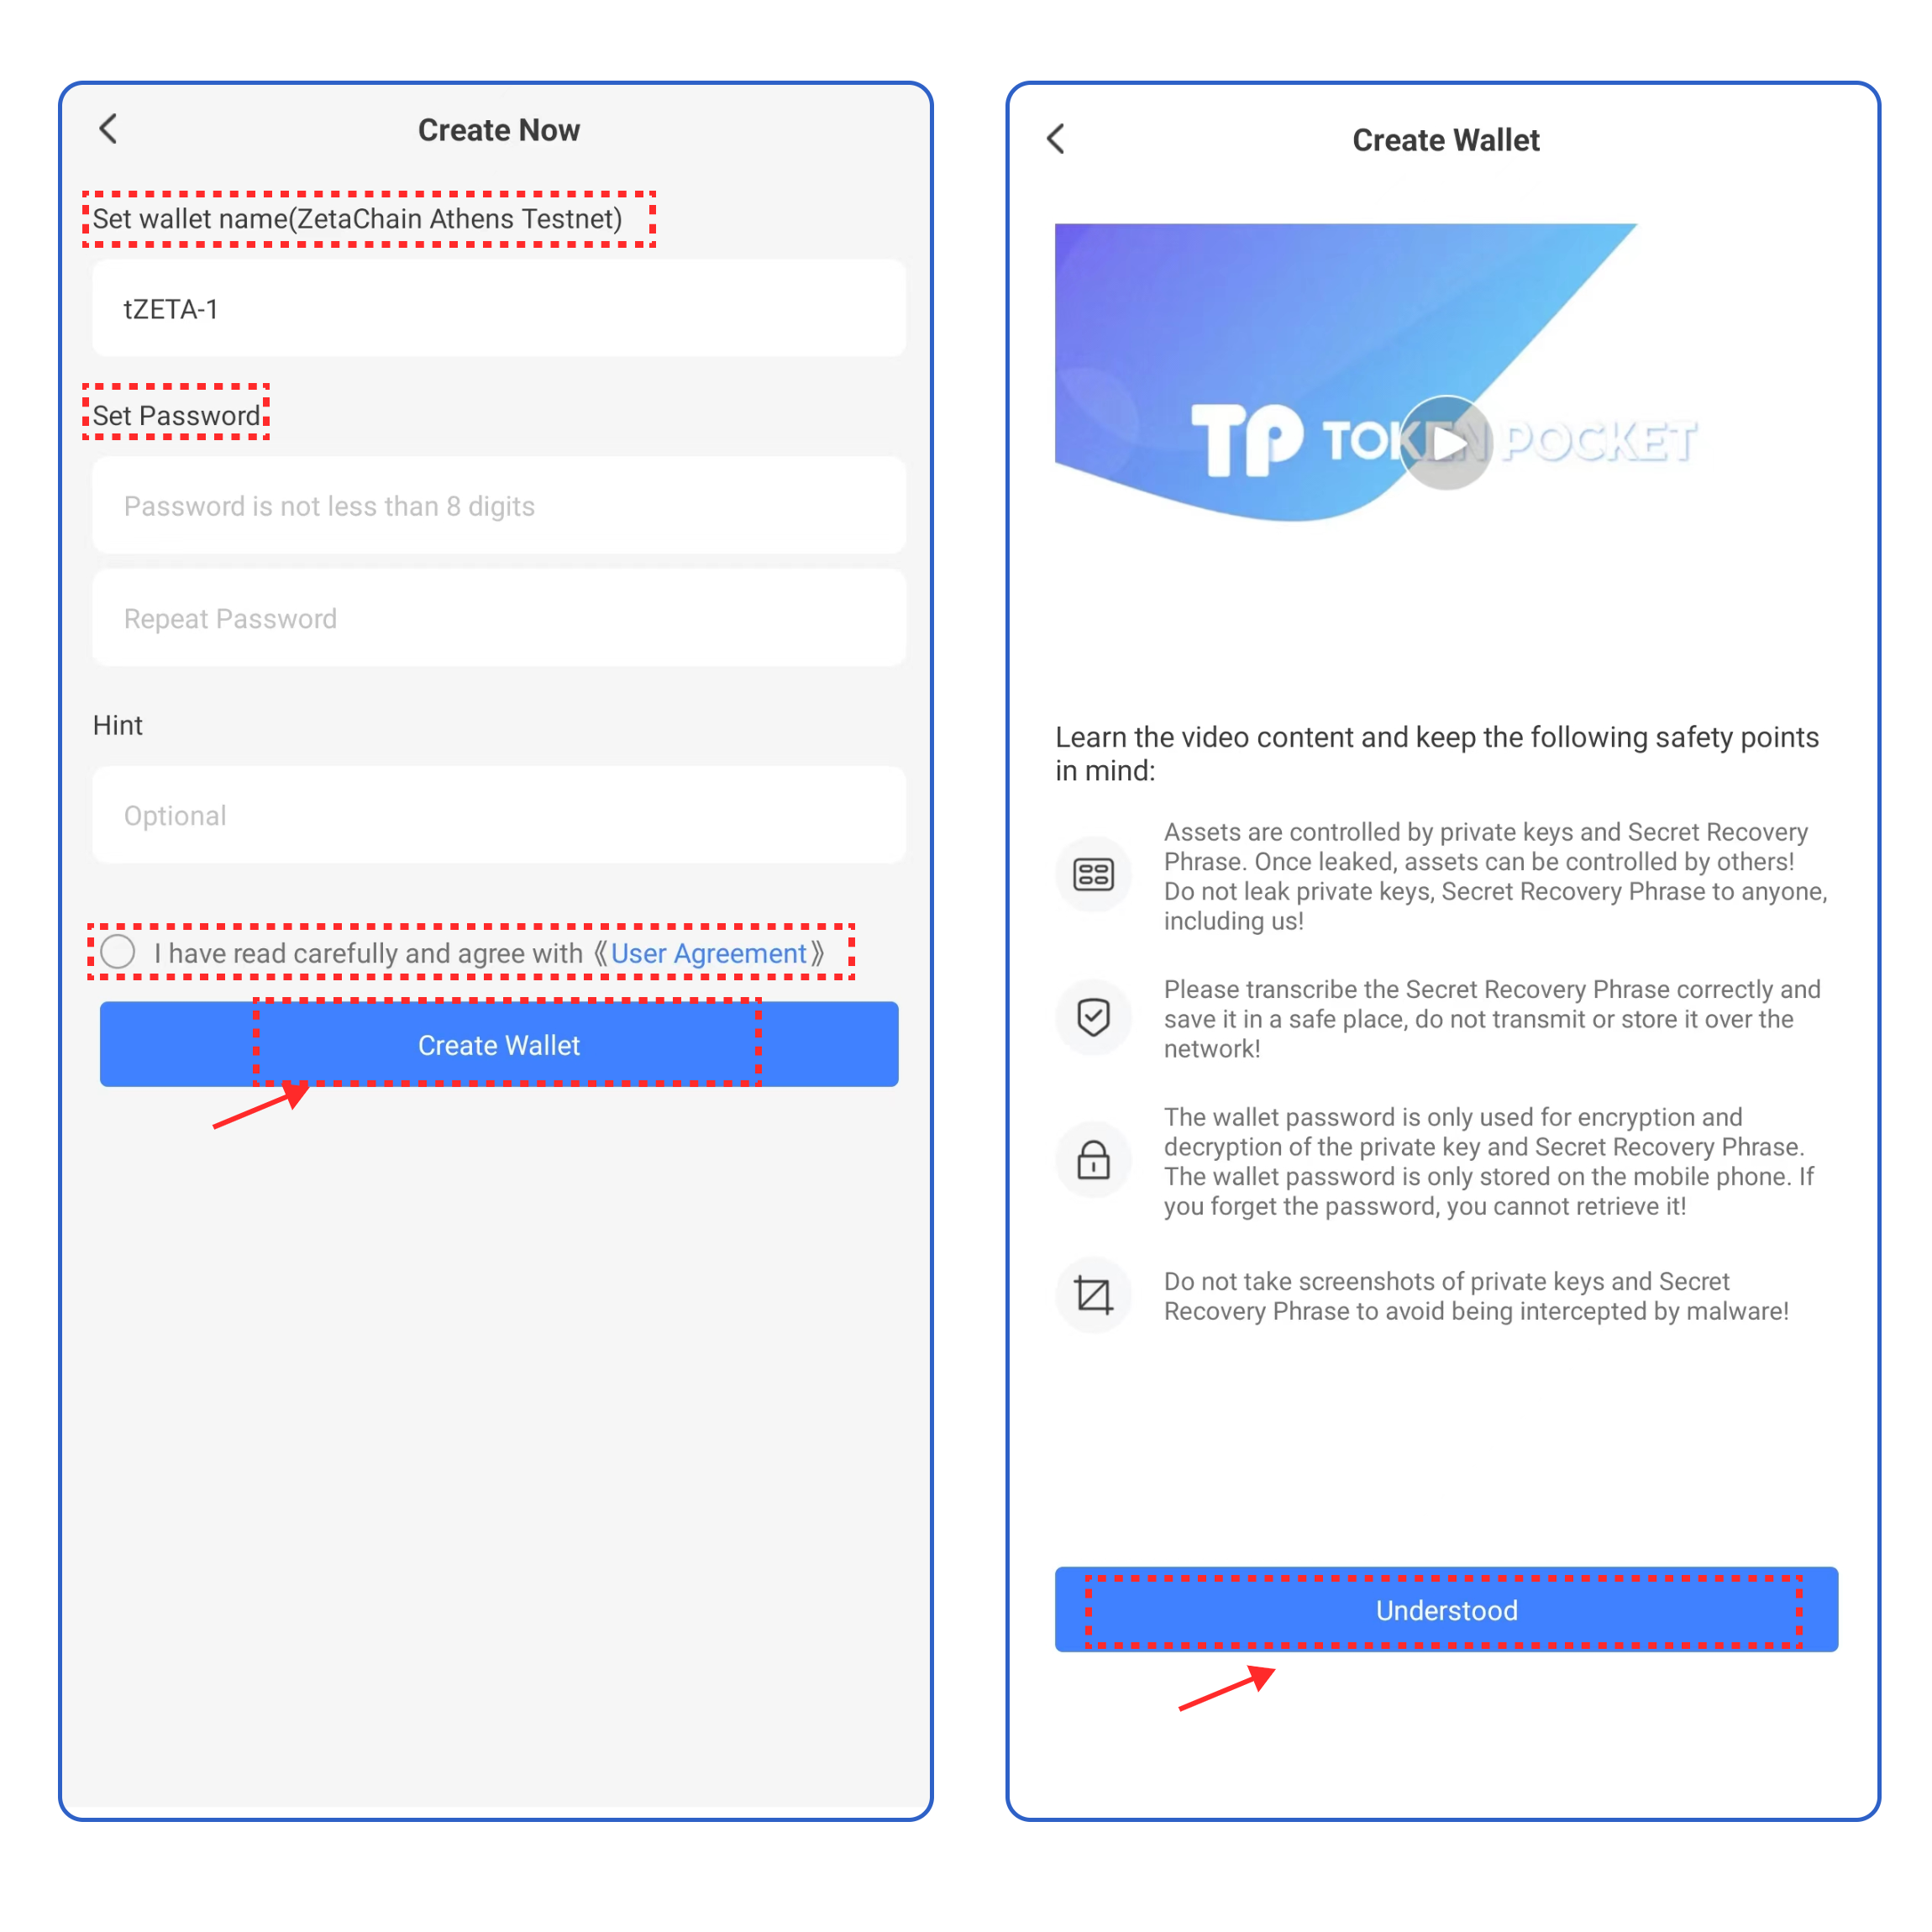 Create Now
Set wallet name(ZetaChain Athens Testnet)
tZETA-1
Set Password
Password is not less than 8 digits
Repeat Password
Hint
Optional
I have read carefully and agree with《User Agreement》
Create Wallet
Create Wallet
TP TOKEN POCKET
Learn the video content and keep the following safety points
in mind:
Assets are controlled by private keys and Secret Recovery
Phrase. Once leaked, assets can be controlled by others!
Do not leak private keys, Secret Recovery Phrase to anyone,
including us!
Please transcribe the Secret Recovery Phrase correctly and
save it in a safe place, do not transmit or store it over the
network!
The wallet password is only used for encryption and
decryption of the private key and Secret Recovery Phrase.
The wallet password is only stored on the mobile phone. If
you forget the password, you cannot retrieve it!
Do not take screenshots of private keys and Secret
Recovery Phrase to avoid being intercepted by malware!
Understood